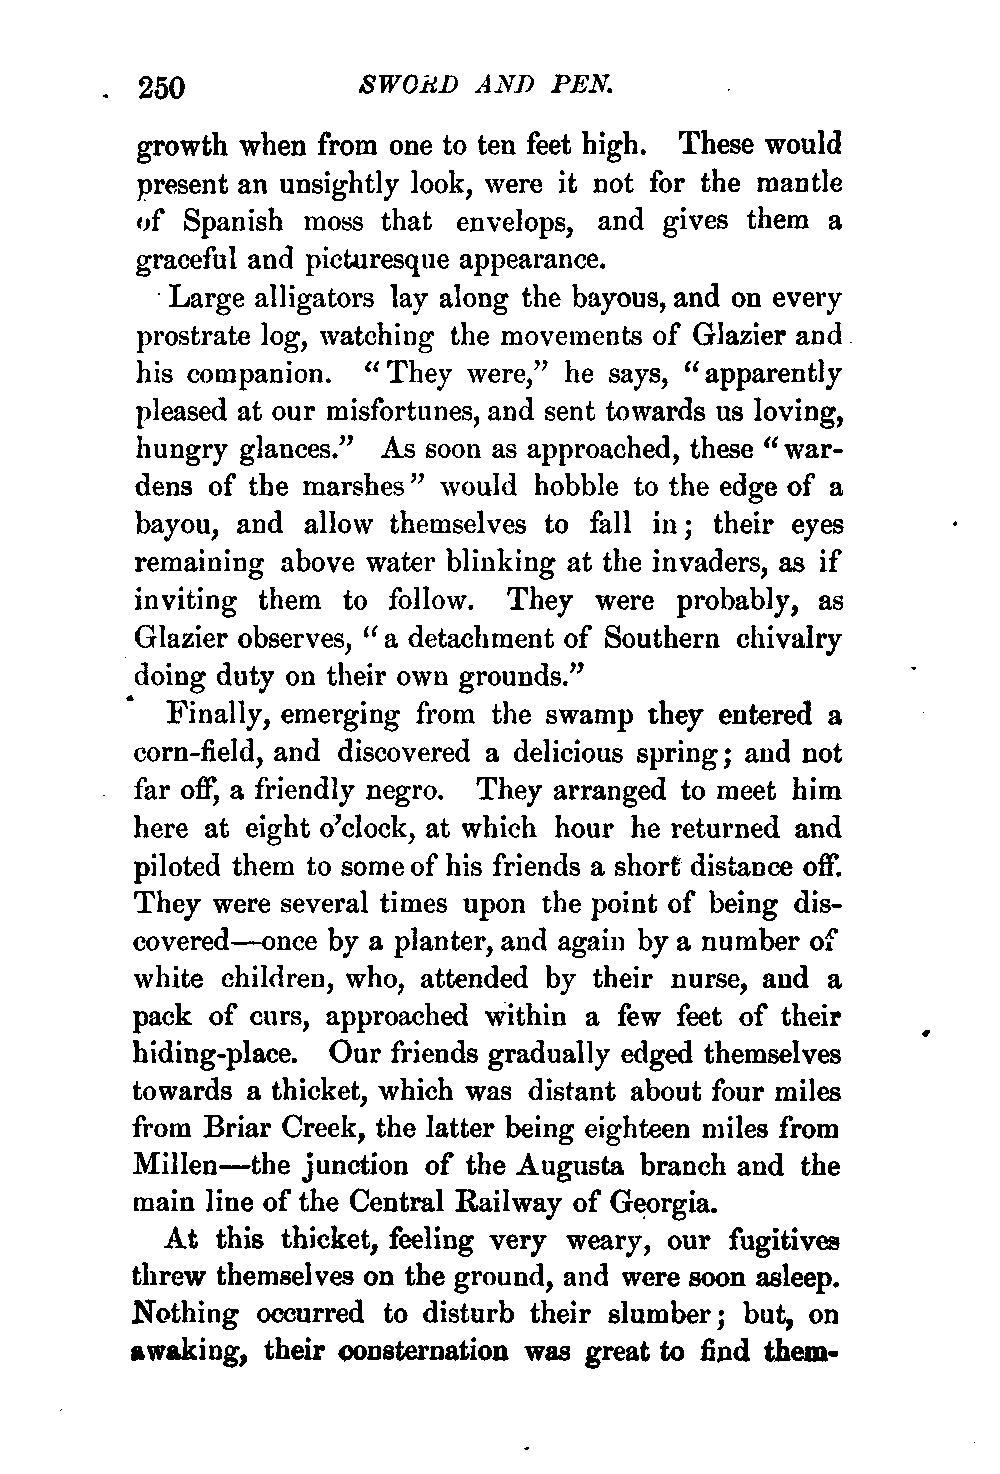 250 SWORD AND PEN.
growth when from one to ten feet high. These would
present an unsightly look, were it not for the mantle
of Spanish moss that envelops, and gives them a
graceful and picturesque appearance.
Large alligators lay along the bayous, and on every
prostrate log, watching the movements of Glazier and
his companion. “They were,” he says, “apparently
pleased at our misfortunes, and sent towards us loving,
hungry glances.” As soon as approached, these “war-
dens of the marshes” would hobble to the edge of a
bayou, and allow themselves to fall in; their eyes
remaining above water blinking at the invaders, as if
inviting them to follow. They were probably, as
Glazier observes, “a detachment of Southern chivalry
doing duty on their own grounds.”
Finally, emerging from the swamp they entered a
corn-field, and discovered a delicious spring; and not
far off, a friendly negro. They arranged to meet him
here at eight o’clock, at which hour he returned and
piloted them to some of his friends a short distance off.
They were several times upon the point of being dis-
covered—once by a planter, and again by a number of
white children, who, attended by their nurse, and a
pack of curs, approached within a few feet of their
hiding-place. Our friends gradually edged themselves
towards a thicket, which was distant about four miles
from Briar Creek, the latter being eighteen miles from
Millen—the junction of the Augusta branch and the
main line of the Central Railway of Georgia.
At this thicket, feeling very weary, our fugitives
threw themselves on the ground, and were soon asleep.
Nothing occurred to disturb their slumber; but, on
awaking, their consternation was great to find them-